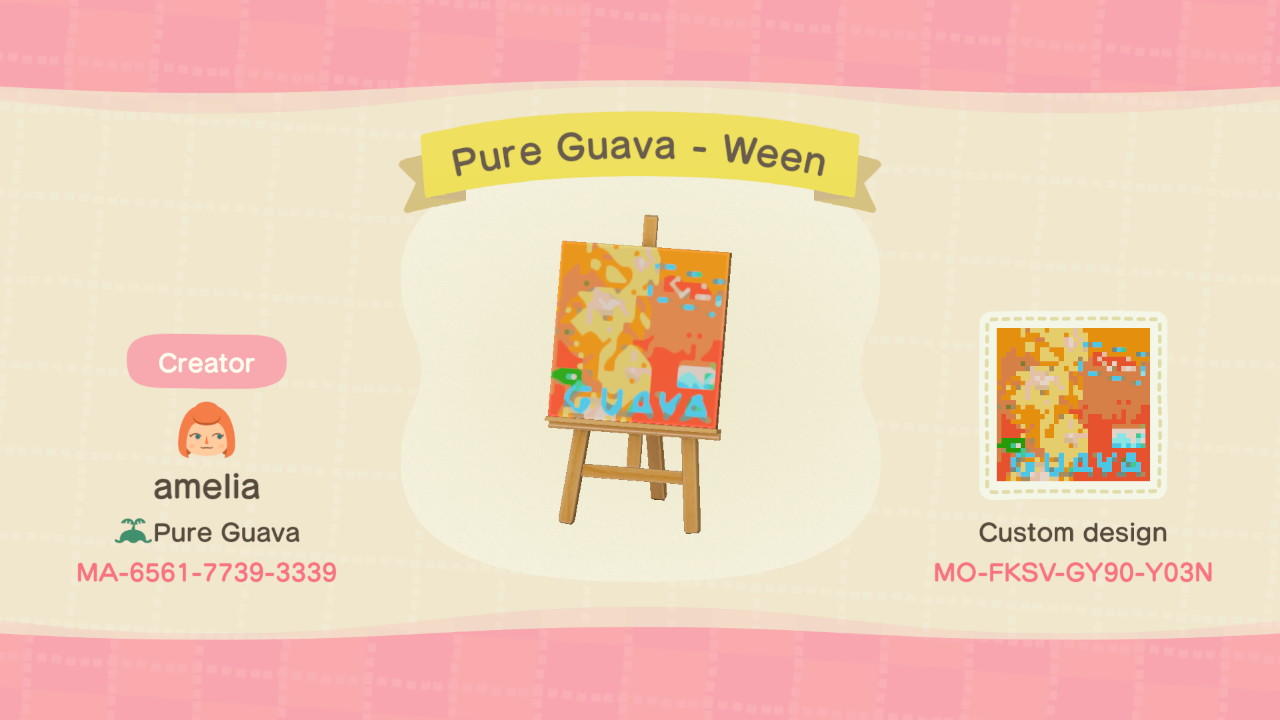 Pure Guava - Ween
GUAVA
Creator
amelia
Pure Guava
MA-6561-7739-3339
GUAVA
Custom design
MO-FKSV-GY90-Y03N